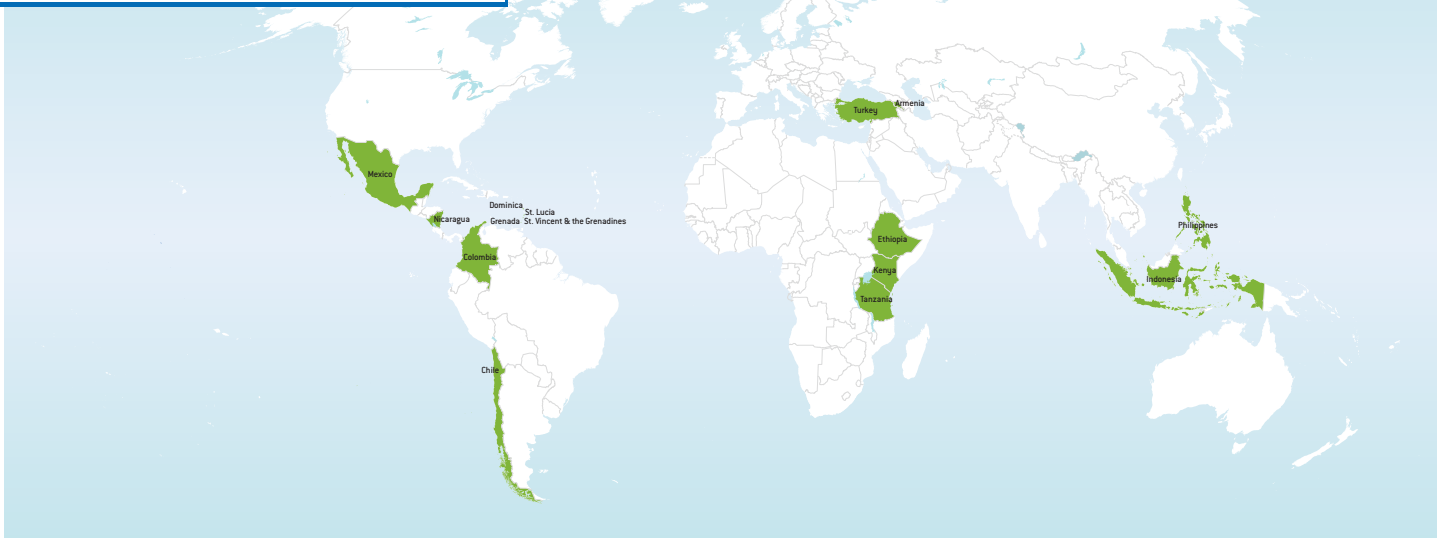 Armenia
Turkey
Mexico
Dominica
St. Lucia
Nicaragua
Grenada St. Vincent & the Grenadines
Philippines
Ethiopia
Colombia
Kenya
Indonesia
Tanzania
Chile